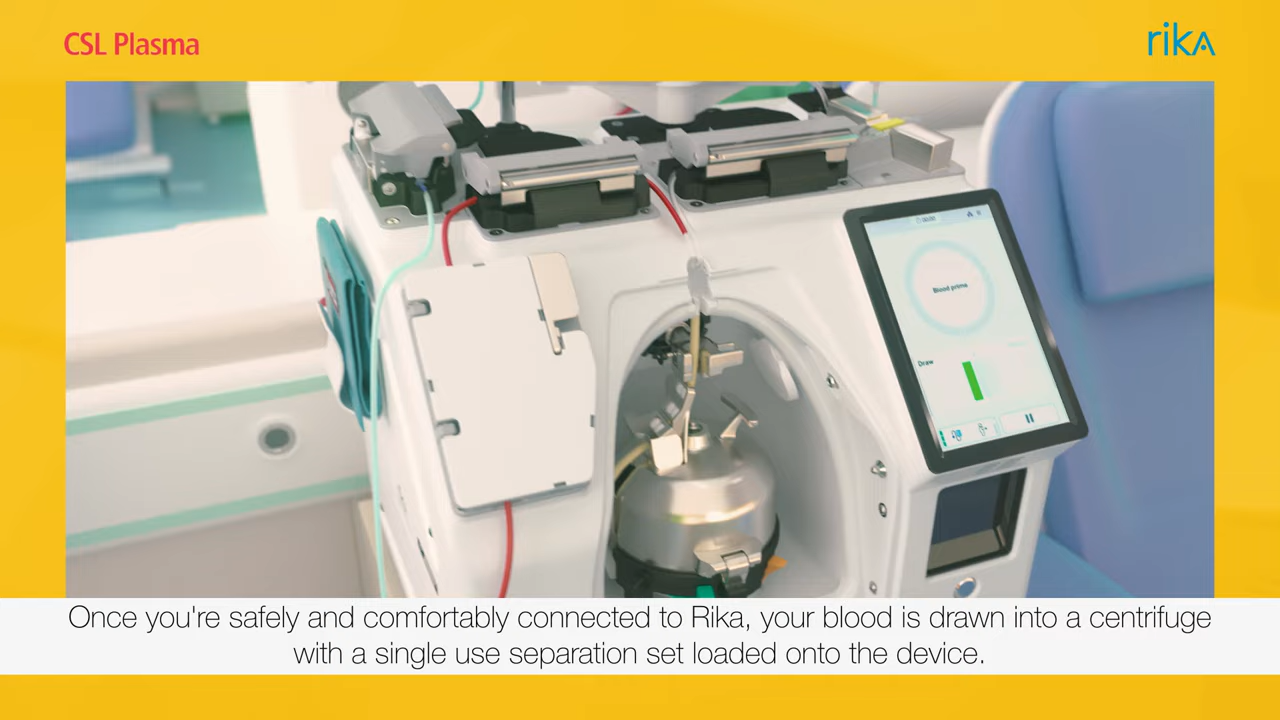 CSL Plasma
rika
Blood prime
Draw
Once you're safely and comfortably connected to Rika, your blood is drawn into a centrifuge
with a single use separation set loaded onto the device.